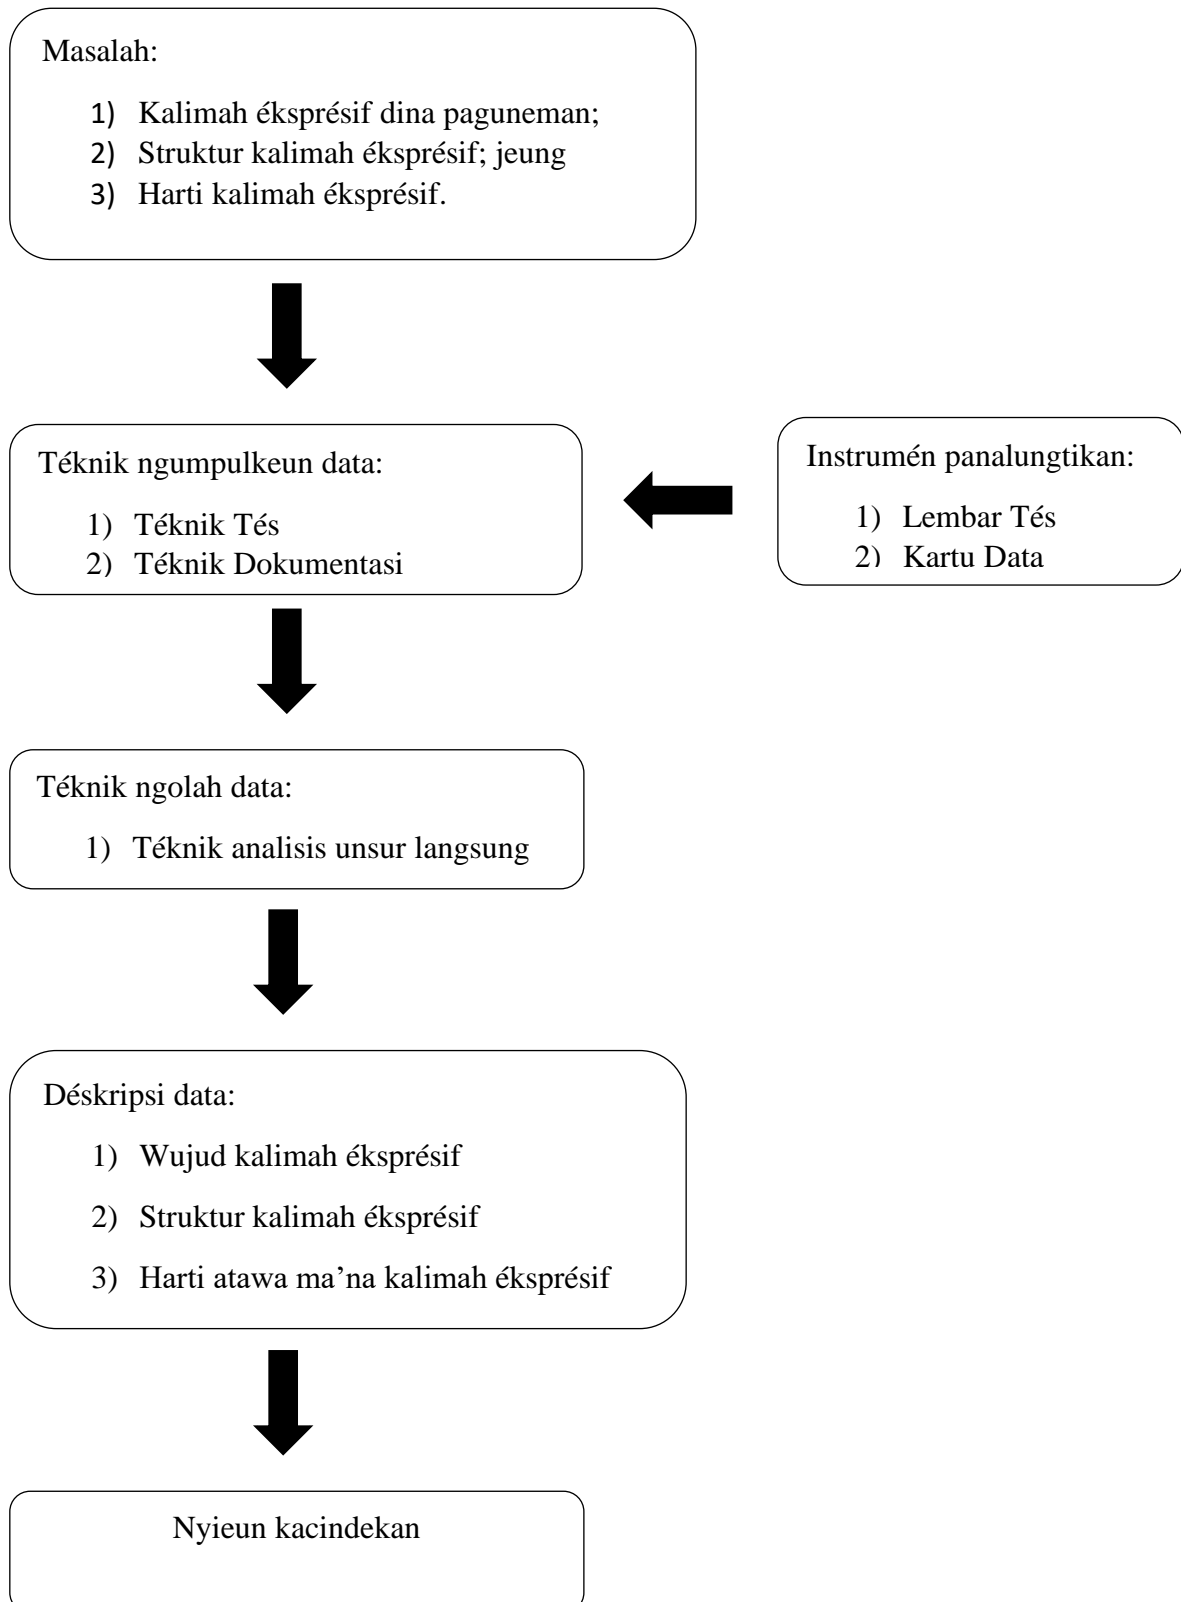 Masalah:
1) Kalimah éksprésif dina paguneman;
2) Struktur kalimah éksprésif; jeung
3) Harti kalimah éksprésif.
Téknik ngumpulkeun data:
1) Téknik Tés
2) Téknik Dokumentasi
Instrumén panalungtikan:
1) Lembar Tés
2) Kartu Data
Téknik ngolah data:
1) Téknik analisis unsur langsung
Déskripsi data:
1) Wujud kalimah éksprésif
2) Struktur kalimah éksprésif
3) Harti atawa ma’na kalimah éksprésif
Nyieun kacindekan